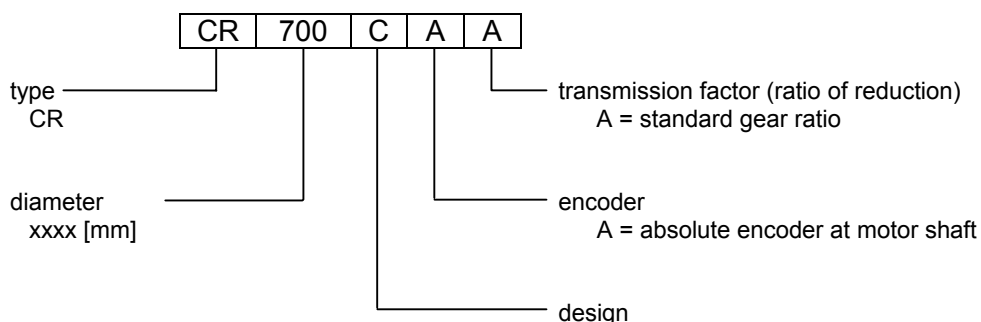 CR 700 C A A
type
CR
transmission factor (ratio of reduction)
A = standard gear ratio
diameter
xxxx [mm]
encoder
A = absolute encoder at motor shaft
design